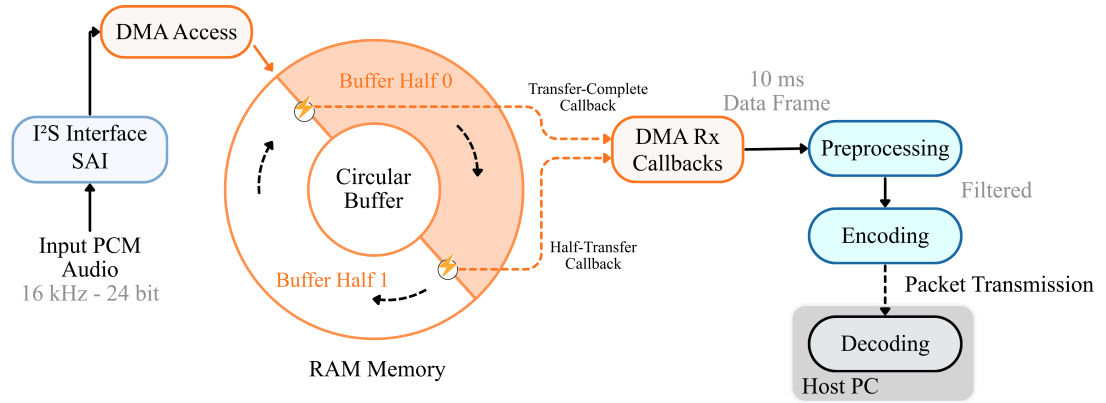 DMA Access
I²S Interface
SAI
Input PCM
Audio
16 kHz - 24 bit
Buffer Half 0
Circular
Buffer
Buffer Half 1
RAM Memory
Transfer-Complete
Callback
Half-Transfer
Callback
DMA Rx
Callbacks
10 ms
Data Frame
Preprocessing
Filtered
Encoding
Packet Transmission
Decoding
Host PC